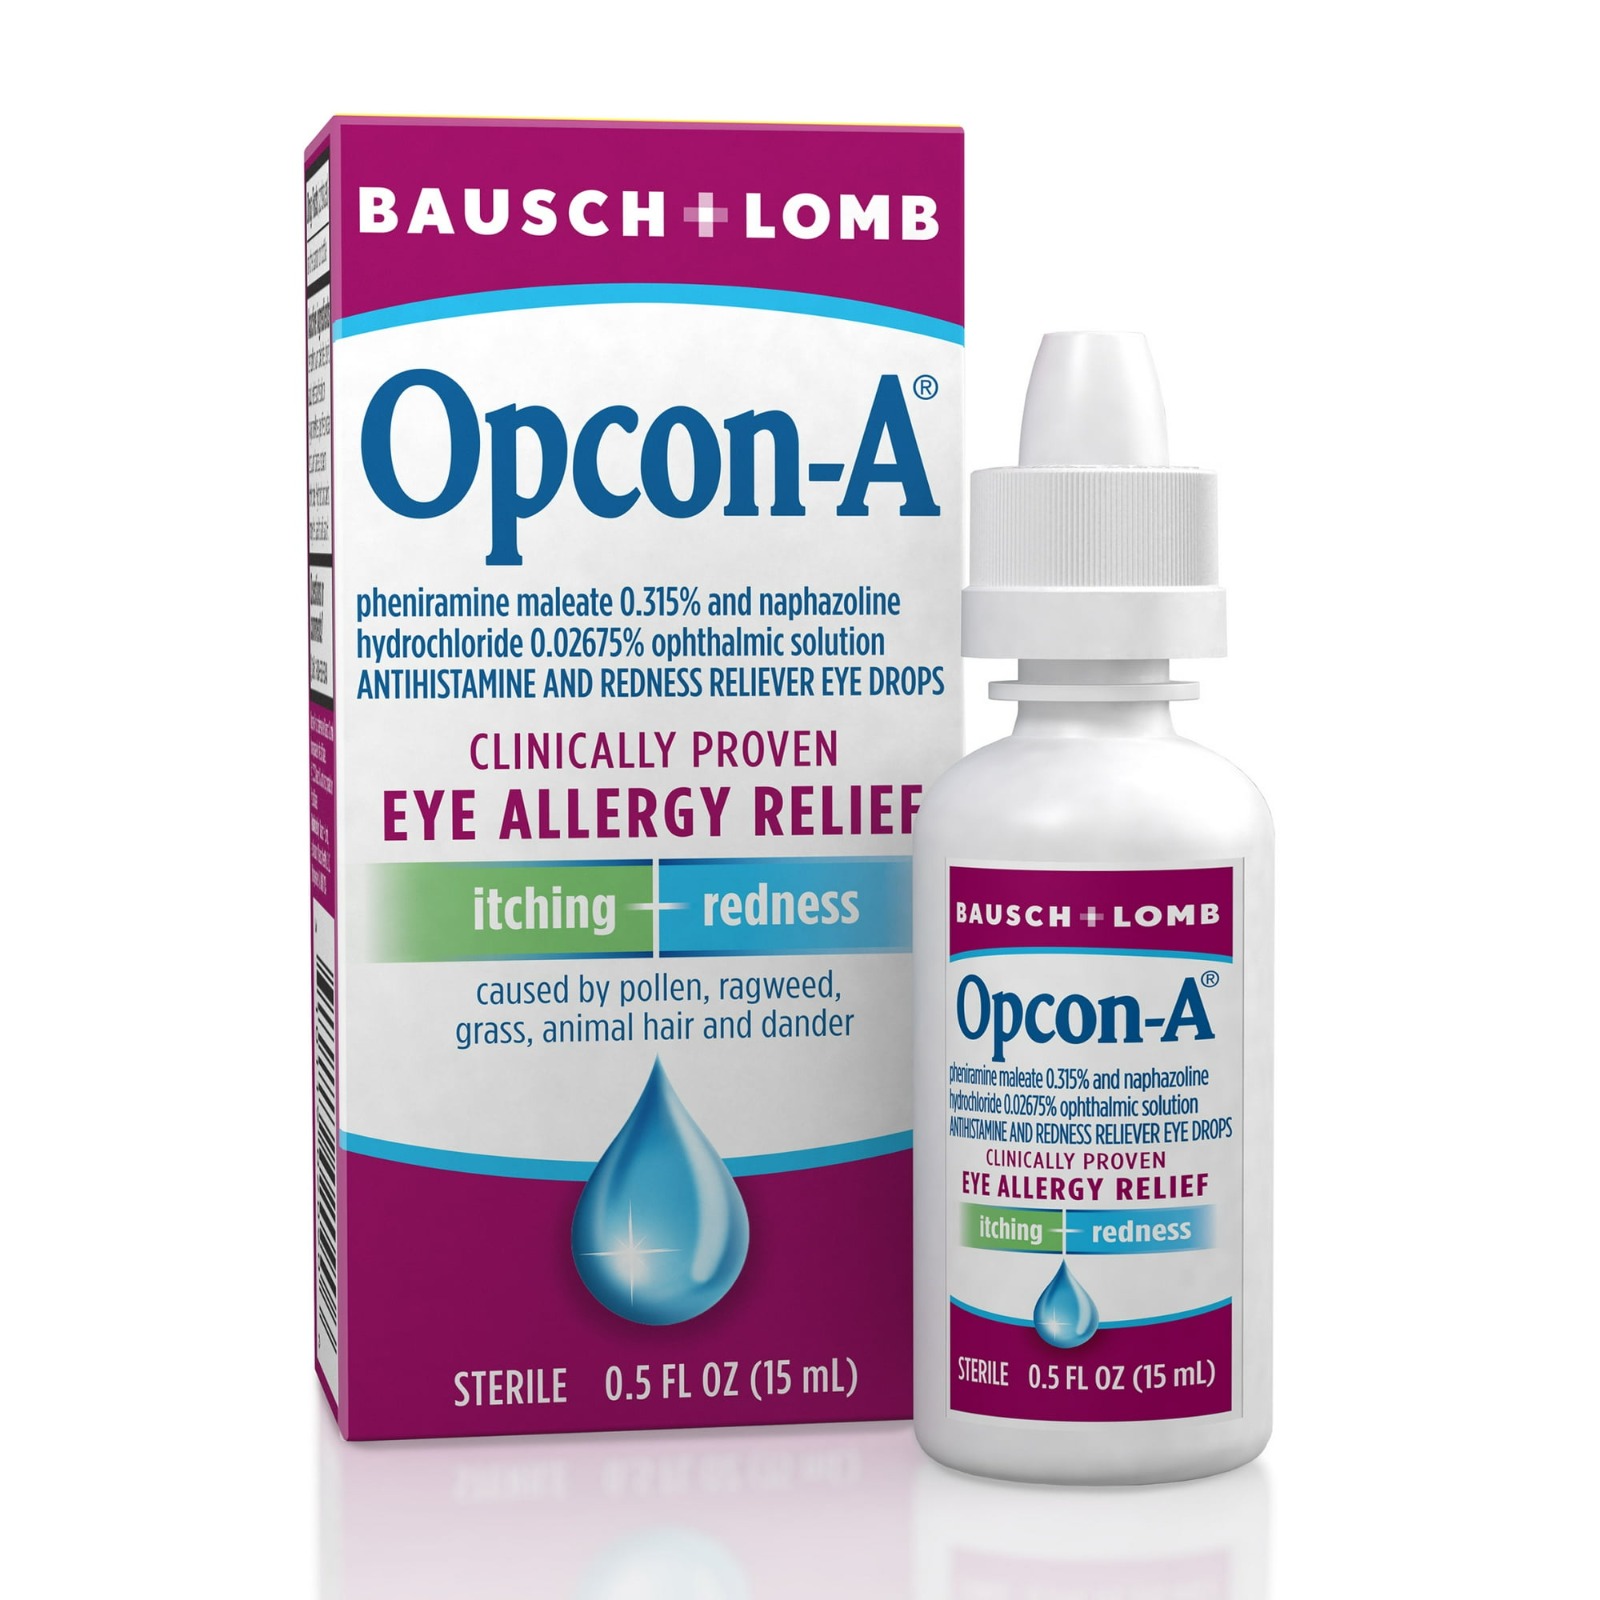 BAUSCH + LOMB
Opcon-A®
pheniramine maleate 0.315% and naphazoline
hydrochloride 0.02675% ophthalmic solution
ANTIHISTAMINE AND REDNESS RELIEVER EYE DROPS
CLINICALLY PROVEN
EYE ALLERGY RELIEF
itching + redness
caused by pollen, ragweed,
grass, animal hair and dander
STERILE 0.5 FL OZ (15 mL)
BAUSCH + LOMB
Opcon-A®
pheniramine maleate 0.315% and naphazoline
hydrochloride 0.02675% ophthalmic solution
ANTIHISTAMINE AND REDNESS RELIEVER EYE DROPS
CLINICALLY PROVEN
EYE ALLERGY RELIEF
itching + redness
STERILE 0.5 FL OZ (15 mL)